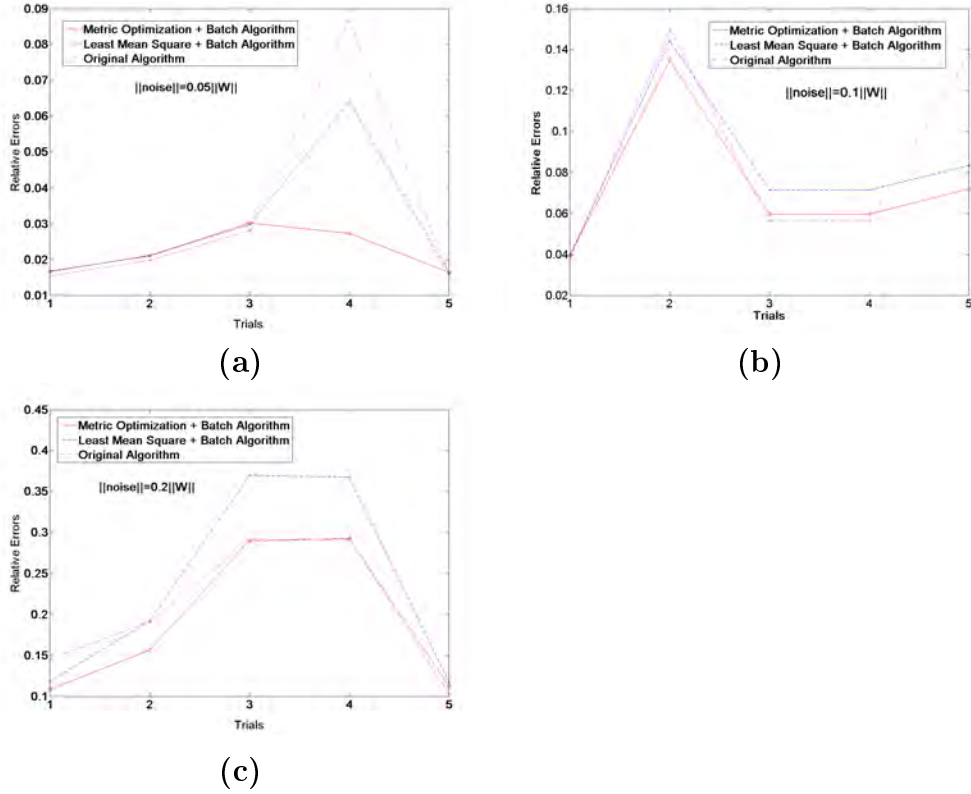 0.09
0.08
0.07
0.06
0.05
0.04
0.03
0.02
0.01
Relative Errors
Metric Optimization + Batch Algorithm
Least Mean Square + Batch Algorithm
Original Algorithm
||noise||=0.05||W||
1 2 3 4 5
Trials
(a)
0.16
0.14
0.12
0.1
0.08
0.06
0.04
0.02
Relative Errors
Metric Optimization + Batch Algorithm
Least Mean Square + Batch Algorithm
Original Algorithm
||noise||=0.1||W||
1 2 3 4 5
Trials
(b)
0.45
0.4
0.35
0.3
0.25
0.2
0.15
0.1
Relative Errors
Metric Optimization + Batch Algorithm
Least Mean Square + Batch Algorithm
Original Algorithm
||noise||=0.2||W||
1 2 3 4 5
Trials
(c)